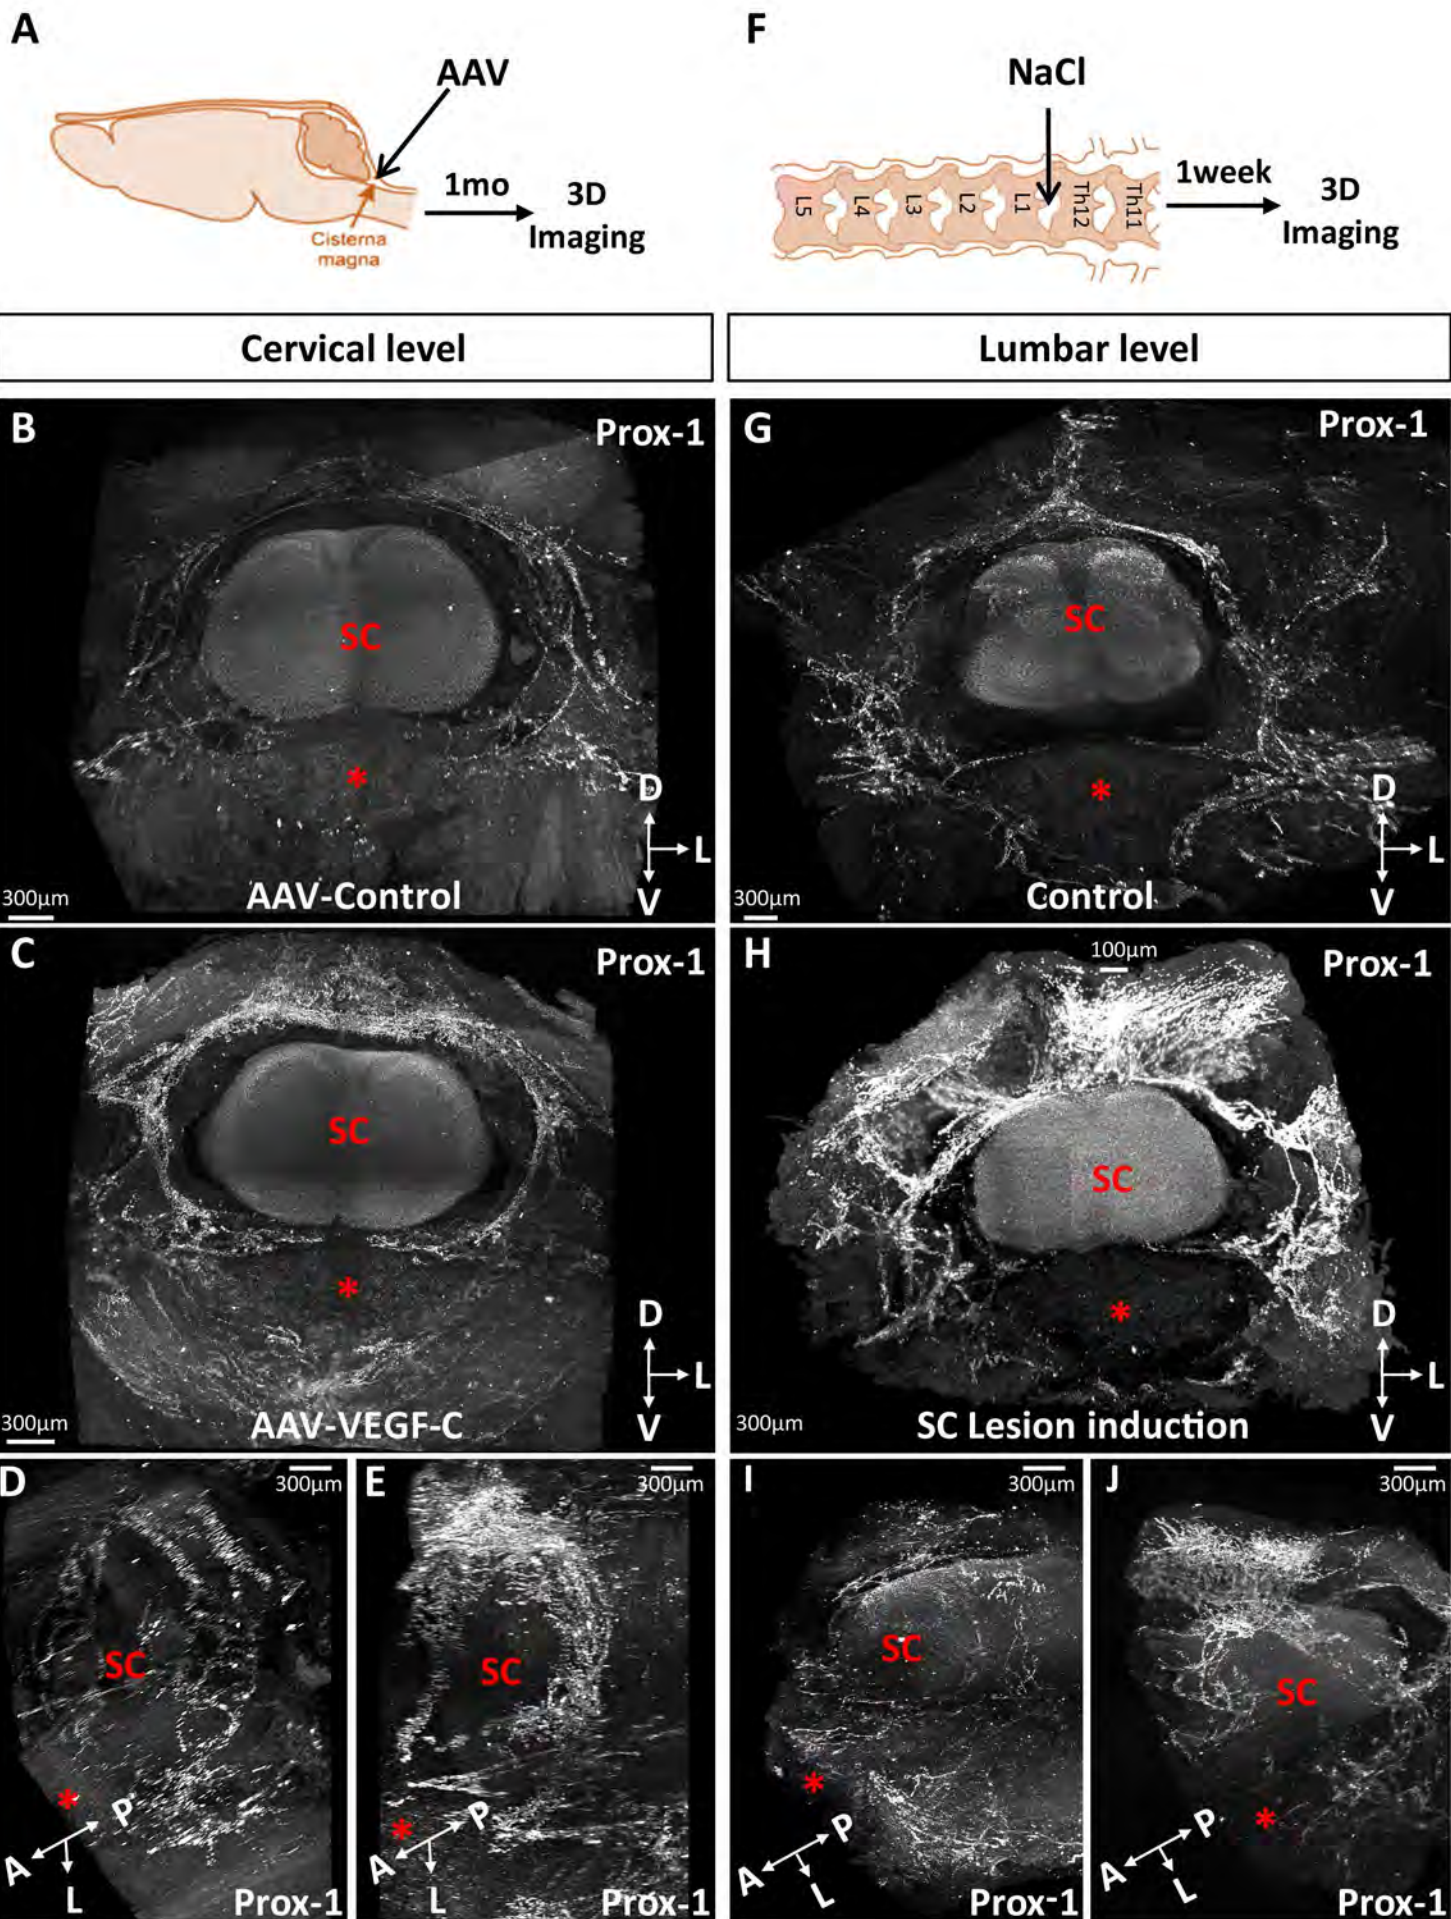 A
AAV
1mo
3D
Imaging
Cisterna
magna
F
NaCl
L5
L4
L3
L2
L1
Th12
Th11
1week
3D
Imaging
Cervical level
Lumbar level
B
Prox-1
SC
*
D
L
V
300µm
AAV-Control
G
Prox-1
SC
*
D
L
V
300µm
Control
C
Prox-1
SC
*
D
L
V
300µm
AAV-VEGF-C
H
100µm
Prox-1
SC
*
D
L
V
300µm
SC Lesion induction
D
300µm
SC
*
P
A
L
Prox-1
E
300µm
SC
*
P
A
L
Prox-1
I
300µm
SC
*
P
A
L
Prox-1
J
300µm
SC
*
P
A
L
Prox-1